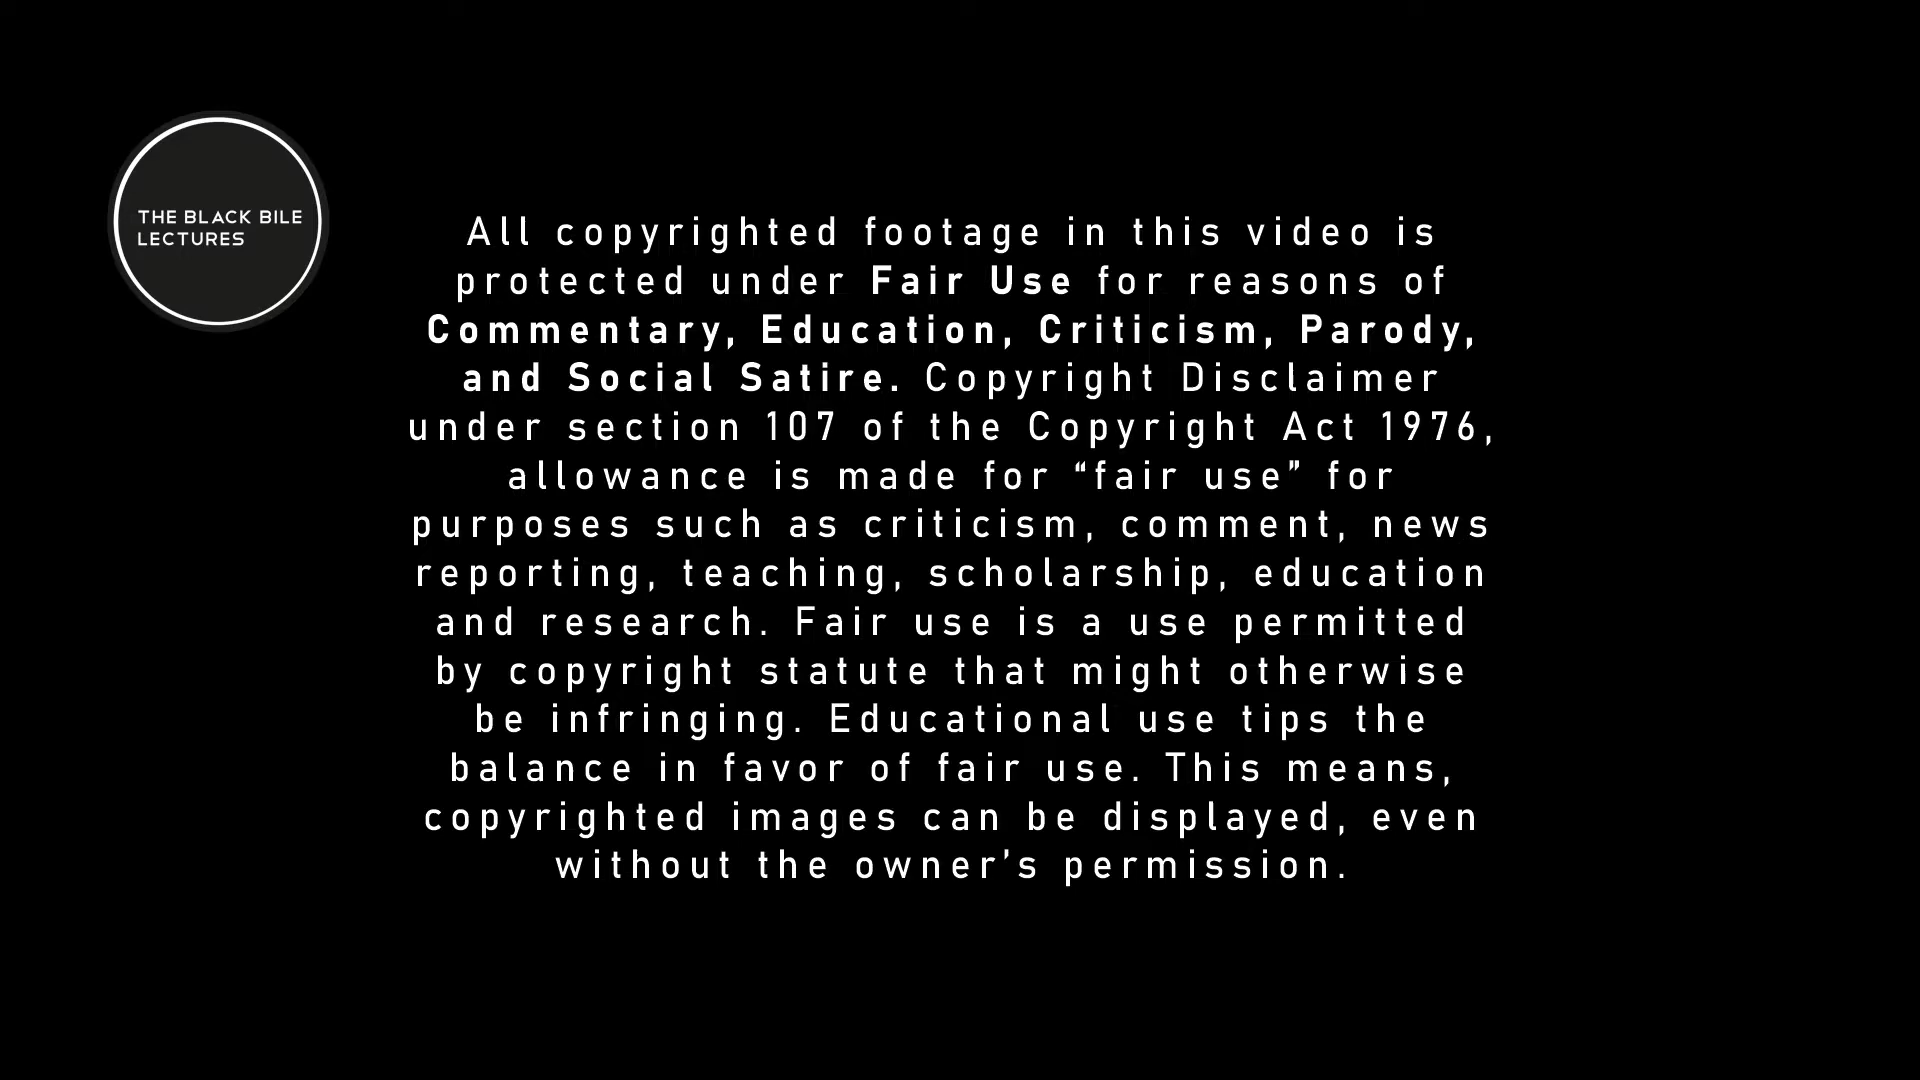 THE BLACK BILE
LECTURES
All copyrighted footage in this video is
protected under Fair Use for reasons of
Commentary, Education, Criticism, Parody,
and Social Satire. Copyright Disclaimer
under section 107 of the Copyright Act 1976,
allowance is made for “fair use” for
purposes such as criticism, comment, news
reporting, teaching, scholarship, education
and research. Fair use is a use permitted
by copyright statute that might otherwise
be infringing. Educational use tips the
balance in favor of fair use. This means,
copyrighted images can be displayed, even
without the owner’s permission.